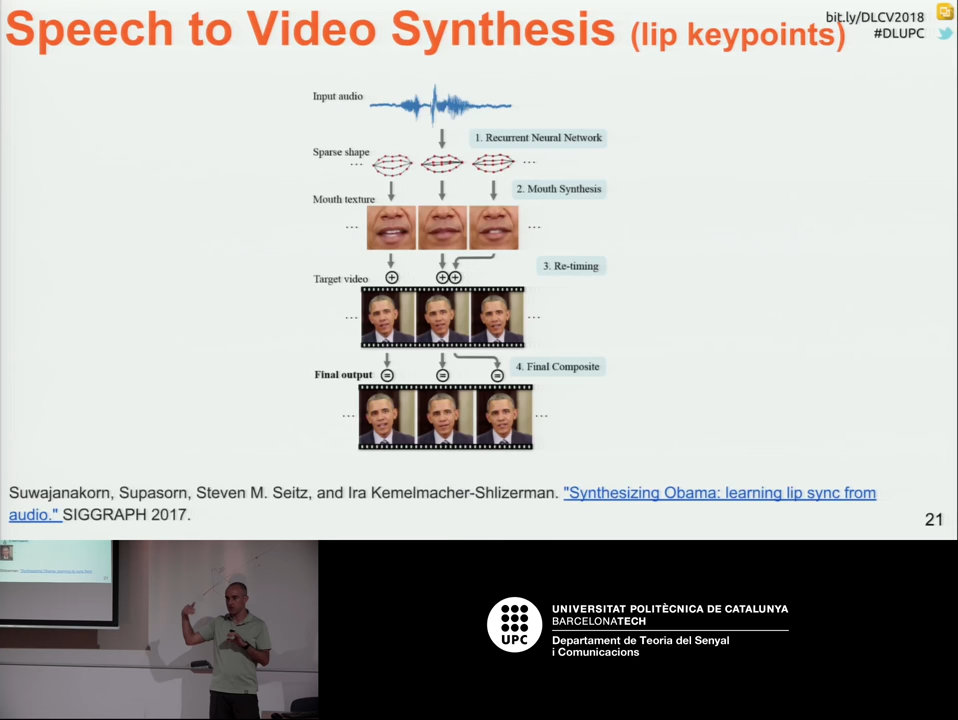 Speech to Video Synthesis (lip keypoints)
bit.ly/DLCV2018
#DLUPC
Input audio
1. Recurrent Neural Network
Sparse shape
2. Mouth Synthesis
Mouth texture
3. Re-timing
Target video
4. Final Composite
Final output
Suwajanakorn, Supasorn, Steven M. Seitz, and Ira Kemelmacher-Shlizerman. "Synthesizing Obama: learning lip sync from
audio." SIGGRAPH 2017.
21
UPC
UNIVERSITAT POLITÈCNICA DE CATALUNYA
BARCELONATECH
Departament de Teoria del Senyal
i Comunicacions